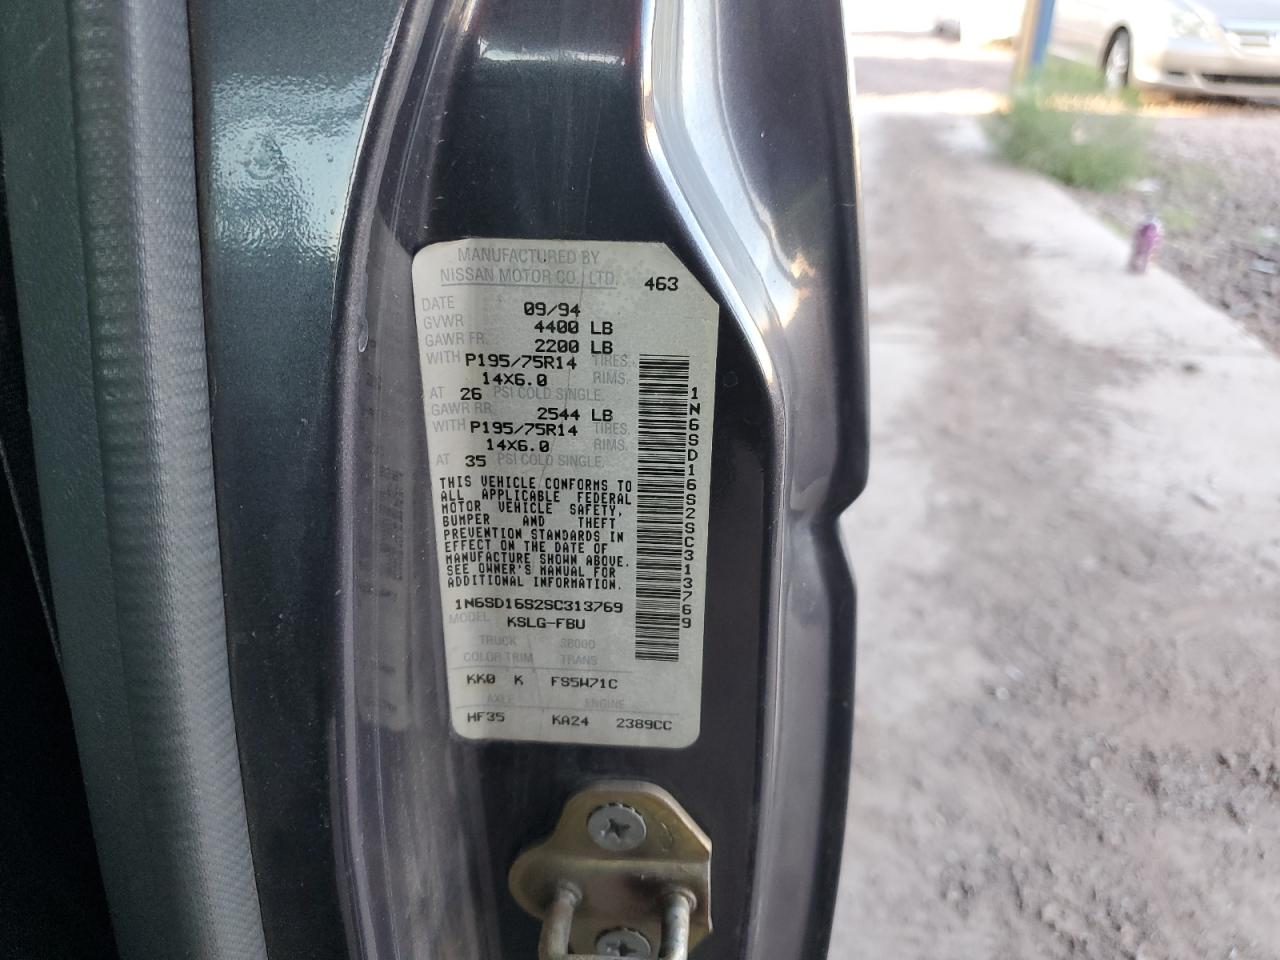 MANUFACTURED BY
NISSAN MOTOR CO., LTD. 463
DATE 09/94
GVWR 4400 LB
GAWR FR. 2200 LB
WITH P195/75R14 TIRES.
14X6.0 RIMS.
AT 26 PSI COLD SINGLE.
GAWR RR. 2544 LB
WITH P195/75R14 TIRES.
14X6.0 RIMS.
AT 35 PSI COLD SINGLE.
THIS VEHICLE CONFORMS TO
ALL APPLICABLE FEDERAL
MOTOR VEHICLE SAFETY,
BUMPER AND THEFT
PREVENTION STANDARDS IN
EFFECT ON THE DATE OF
MANUFACTURE SHOWN ABOVE.
SEE OWNER'S MANUAL FOR
ADDITIONAL INFORMATION.
1N6SD16S2SC313769
MODEL KSLG-FBU
TRUCK
COLOR TRIM TRANS
KK0 K FS5W71C
AXLE ENGINE
HF35 KA24 2389CC
1N6SD16S2SC313769